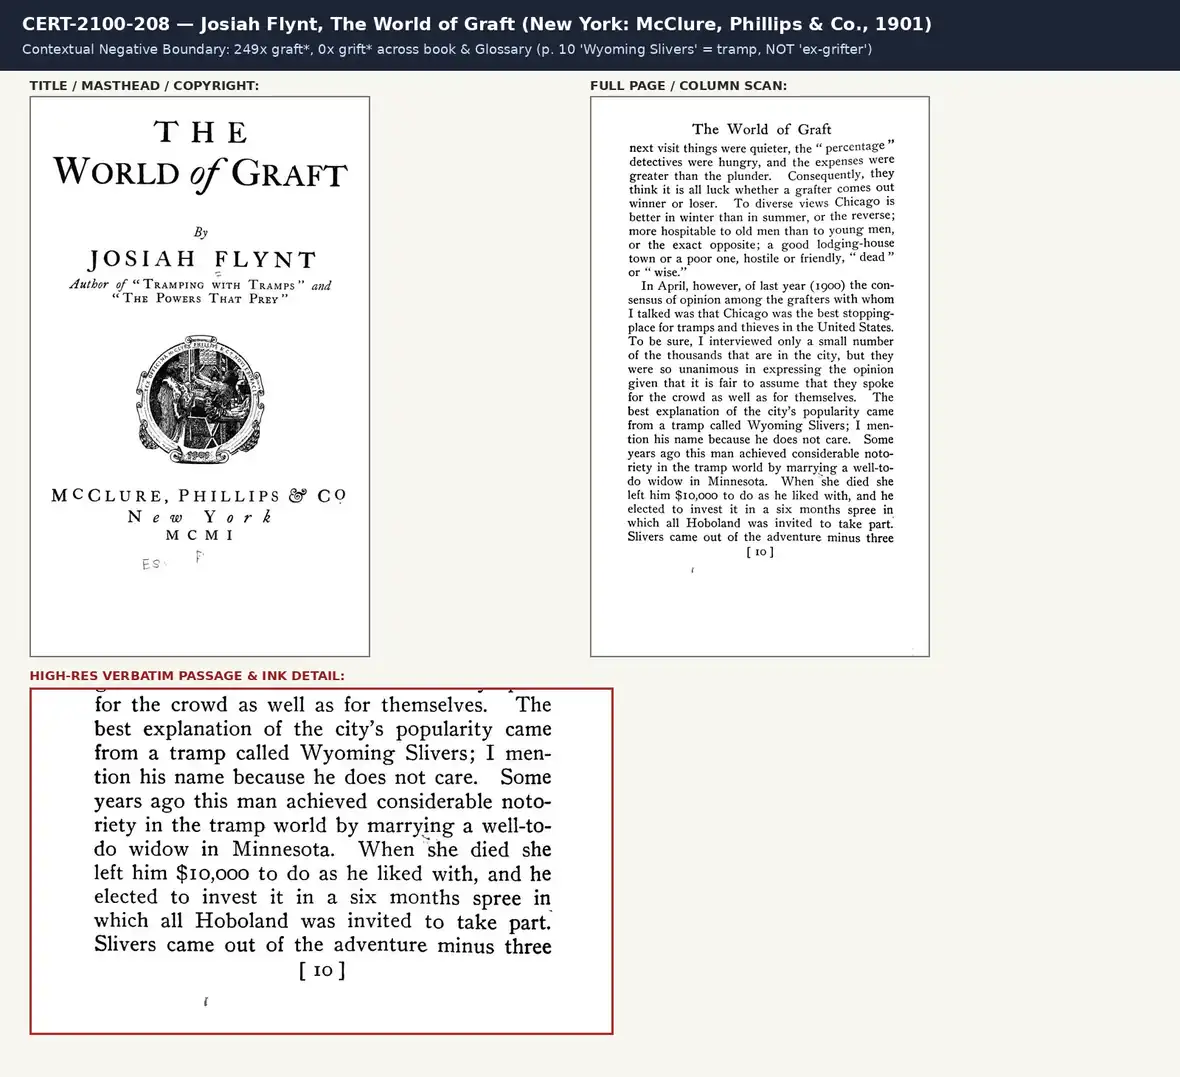 CERT-2100-208 — Josiah Flynt, The World of Graft (New York: McClure, Phillips & Co., 1901)
Contextual Negative Boundary: 249x graft*, 0x grift* across book & Glossary (p. 10 'Wyoming Slivers' = tramp, NOT 'ex-grifter')
TITLE / MASTHEAD / COPYRIGHT:
THE
WORLD of GRAFT
By
JOSIAH FLYNT
Author of "TRAMPING WITH TRAMPS" and
"THE POWERS THAT PREY"
1901
MCCLURE, PHILLIPS & CO
New York
MCMI
FULL PAGE / COLUMN SCAN:
The World of Graft
next visit things were quieter, the "percentage"
detectives were hungry, and the expenses were
greater than the plunder. Consequently, they
think it is all luck whether a grafter comes out
winner or loser. To diverse views Chicago is
better in winter than in summer, or the reverse;
more hospitable to old men than to young men,
or the exact opposite; a good lodging-house
town or a poor one, hostile or friendly, "dead"
or "wise."
In April, however, of last year (1900) the con-
sensus of opinion among the grafters with whom
I talked was that Chicago was the best stopping-
place for tramps and thieves in the United States.
To be sure, I interviewed only a small number
of the thousands that are in the city, but they
were so unanimous in expressing the opinion
given that it is fair to assume that they spoke
for the crowd as well as for themselves. The
best explanation of the city's popularity came
from a tramp called Wyoming Slivers; I men-
tion his name because he does not care. Some
years ago this man achieved considerable noto-
riety in the tramp world by marrying a well-to-
do widow in Minnesota. When she died she
left him $10,000 to do as he liked with, and he
elected to invest it in a six months spree in
which all Hoboland was invited to take part.
Slivers came out of the adventure minus three
[ 10 ]
HIGH-RES VERBATIM PASSAGE & INK DETAIL:
for the crowd as well as for themselves. The
best explanation of the city's popularity came
from a tramp called Wyoming Slivers; I men-
tion his name because he does not care. Some
years ago this man achieved considerable noto-
riety in the tramp world by marrying a well-to-
do widow in Minnesota. When she died she
left him $10,000 to do as he liked with, and he
elected to invest it in a six months spree in
which all Hoboland was invited to take part.
Slivers came out of the adventure minus three
[ 10 ]